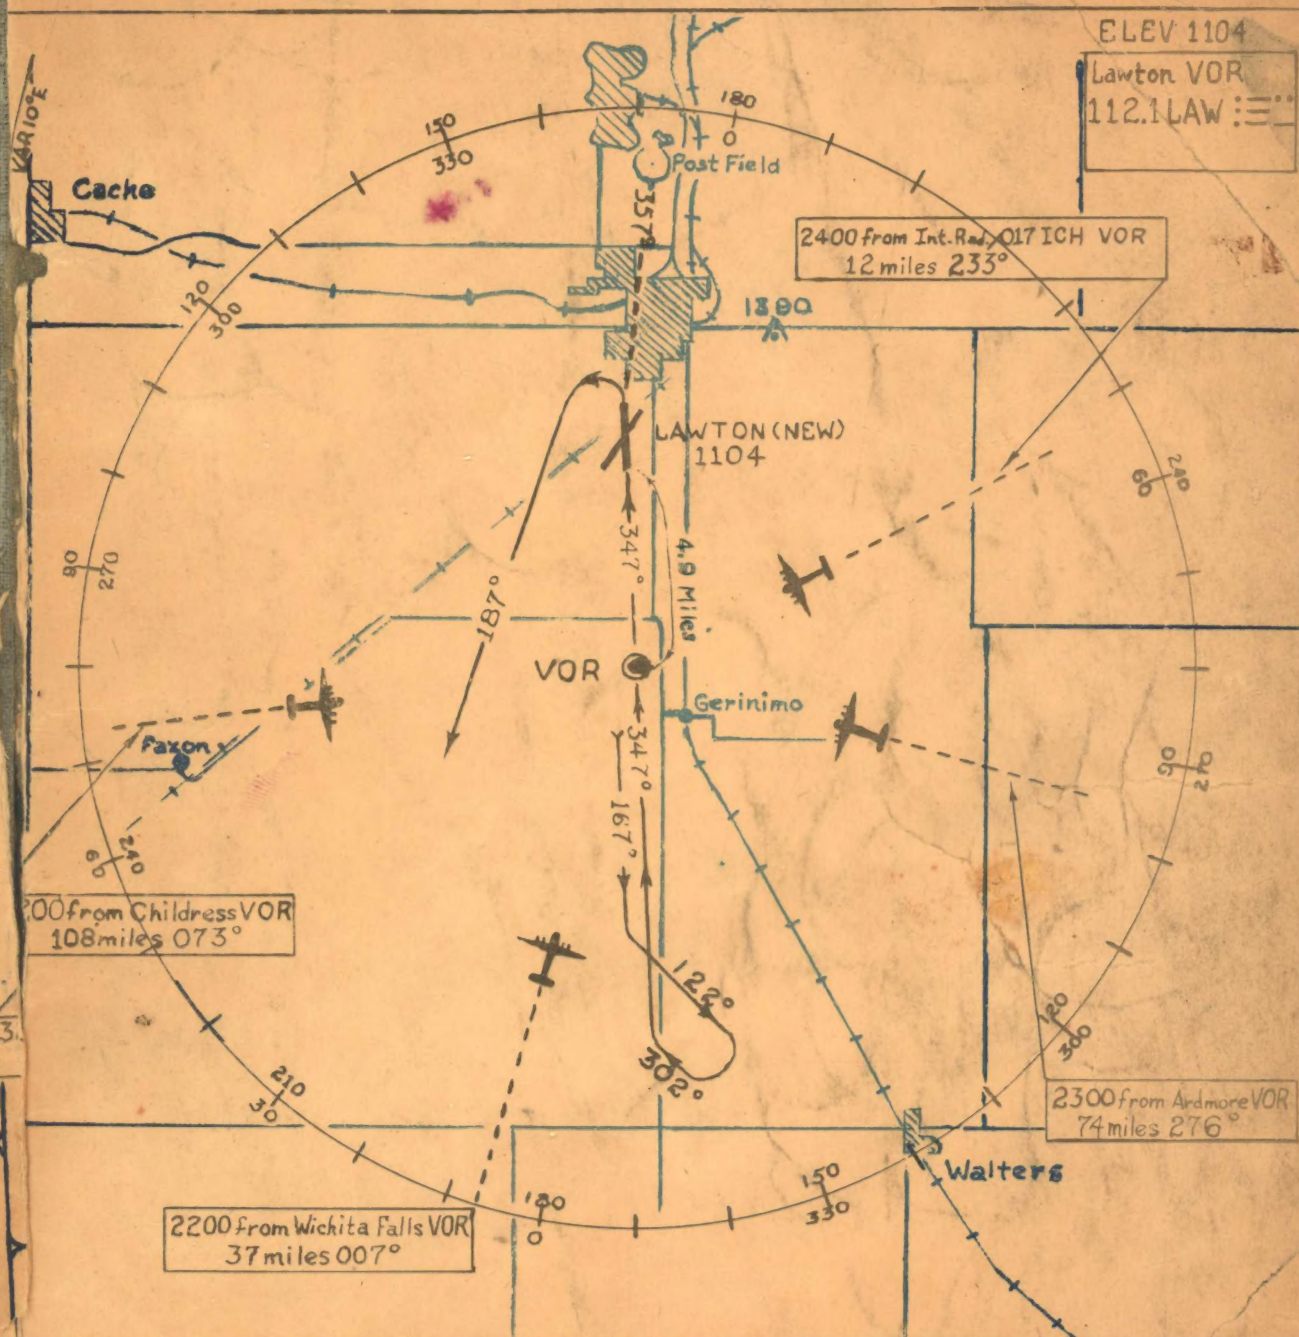 ELEV 1104
Lawton VOR
112.1 LAW
VAR 10°E
Cache
180
0
150
330
Post Field
357°
2400 from Int. Rad. 017 ICH VOR
12 miles 233°
120
300
1380
LAWTON (NEW)
1104
240
60
90
270
347°
4.9 Miles
187°
VOR
Gerinimo
347°
Faxon
90
270
167°
240
60
00 from Childress VOR
108 miles 073°
122°
3.
120
300
302°
210
30
2300 from Ardmore VOR
74 miles 276°
Walters
150
330
180
0
2200 from Wichita Falls VOR
37 miles 007°